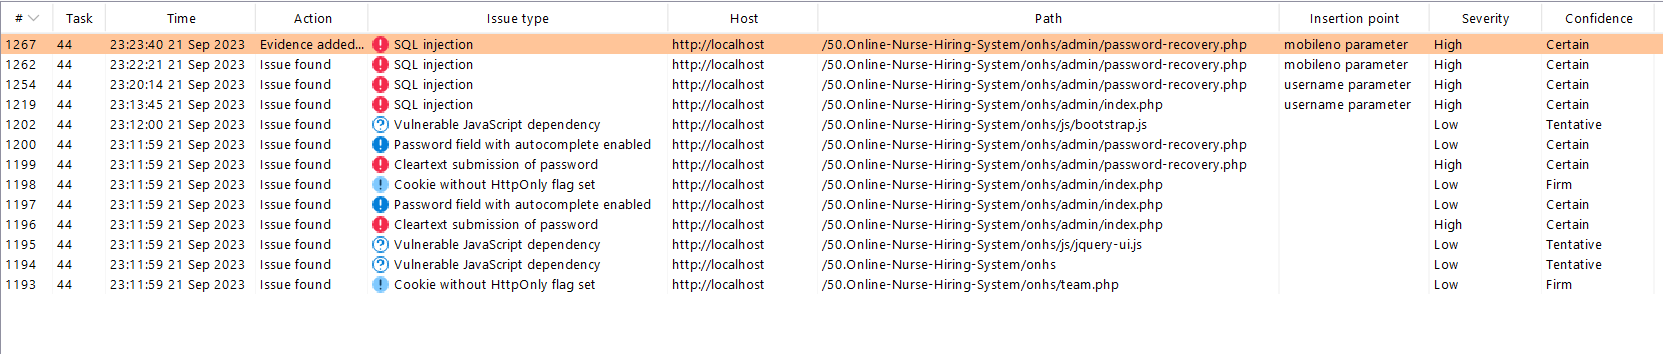 # Task Time Action Issue type Host Path Insertion point Severity Confidence
1267 44 23:23:40 21 Sep 2023 Evidence added... SQL injection http://localhost /50.Online-Nurse-Hiring-System/onhs/admin/password-recovery.php mobileno parameter High Certain
1262 44 23:22:21 21 Sep 2023 Issue found SQL injection http://localhost /50.Online-Nurse-Hiring-System/onhs/admin/password-recovery.php mobileno parameter High Certain
1254 44 23:20:14 21 Sep 2023 Issue found SQL injection http://localhost /50.Online-Nurse-Hiring-System/onhs/admin/password-recovery.php username parameter High Certain
1219 44 23:13:45 21 Sep 2023 Issue found SQL injection http://localhost /50.Online-Nurse-Hiring-System/onhs/admin/index.php username parameter High Certain
1202 44 23:12:00 21 Sep 2023 Issue found Vulnerable JavaScript dependency http://localhost /50.Online-Nurse-Hiring-System/onhs/js/bootstrap.js Low Tentative
1200 44 23:11:59 21 Sep 2023 Issue found Password field with autocomplete enabled http://localhost /50.Online-Nurse-Hiring-System/onhs/admin/password-recovery.php Low Certain
1199 44 23:11:59 21 Sep 2023 Issue found Cleartext submission of password http://localhost /50.Online-Nurse-Hiring-System/onhs/admin/password-recovery.php High Certain
1198 44 23:11:59 21 Sep 2023 Issue found Cookie without HttpOnly flag set http://localhost /50.Online-Nurse-Hiring-System/onhs/admin/index.php Low Firm
1197 44 23:11:59 21 Sep 2023 Issue found Password field with autocomplete enabled http://localhost /50.Online-Nurse-Hiring-System/onhs/admin/index.php Low Certain
1196 44 23:11:59 21 Sep 2023 Issue found Cleartext submission of password http://localhost /50.Online-Nurse-Hiring-System/onhs/admin/index.php High Certain
1195 44 23:11:59 21 Sep 2023 Issue found Vulnerable JavaScript dependency http://localhost /50.Online-Nurse-Hiring-System/onhs/js/jquery-ui.js Low Tentative
1194 44 23:11:59 21 Sep 2023 Issue found Vulnerable JavaScript dependency http://localhost /50.Online-Nurse-Hiring-System/onhs Low Tentative
1193 44 23:11:59 21 Sep 2023 Issue found Cookie without HttpOnly flag set http://localhost /50.Online-Nurse-Hiring-System/onhs/team.php Low Firm